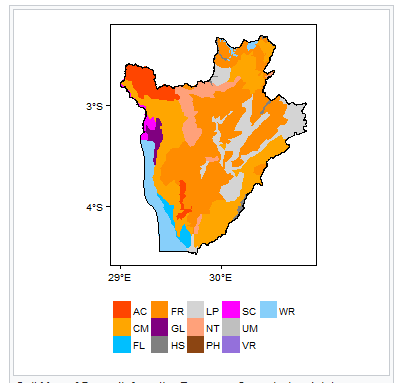 3°S
4°S
29°E 30°E
AC FR LP SC WR
CM GL NT UM
FL HS PH VR